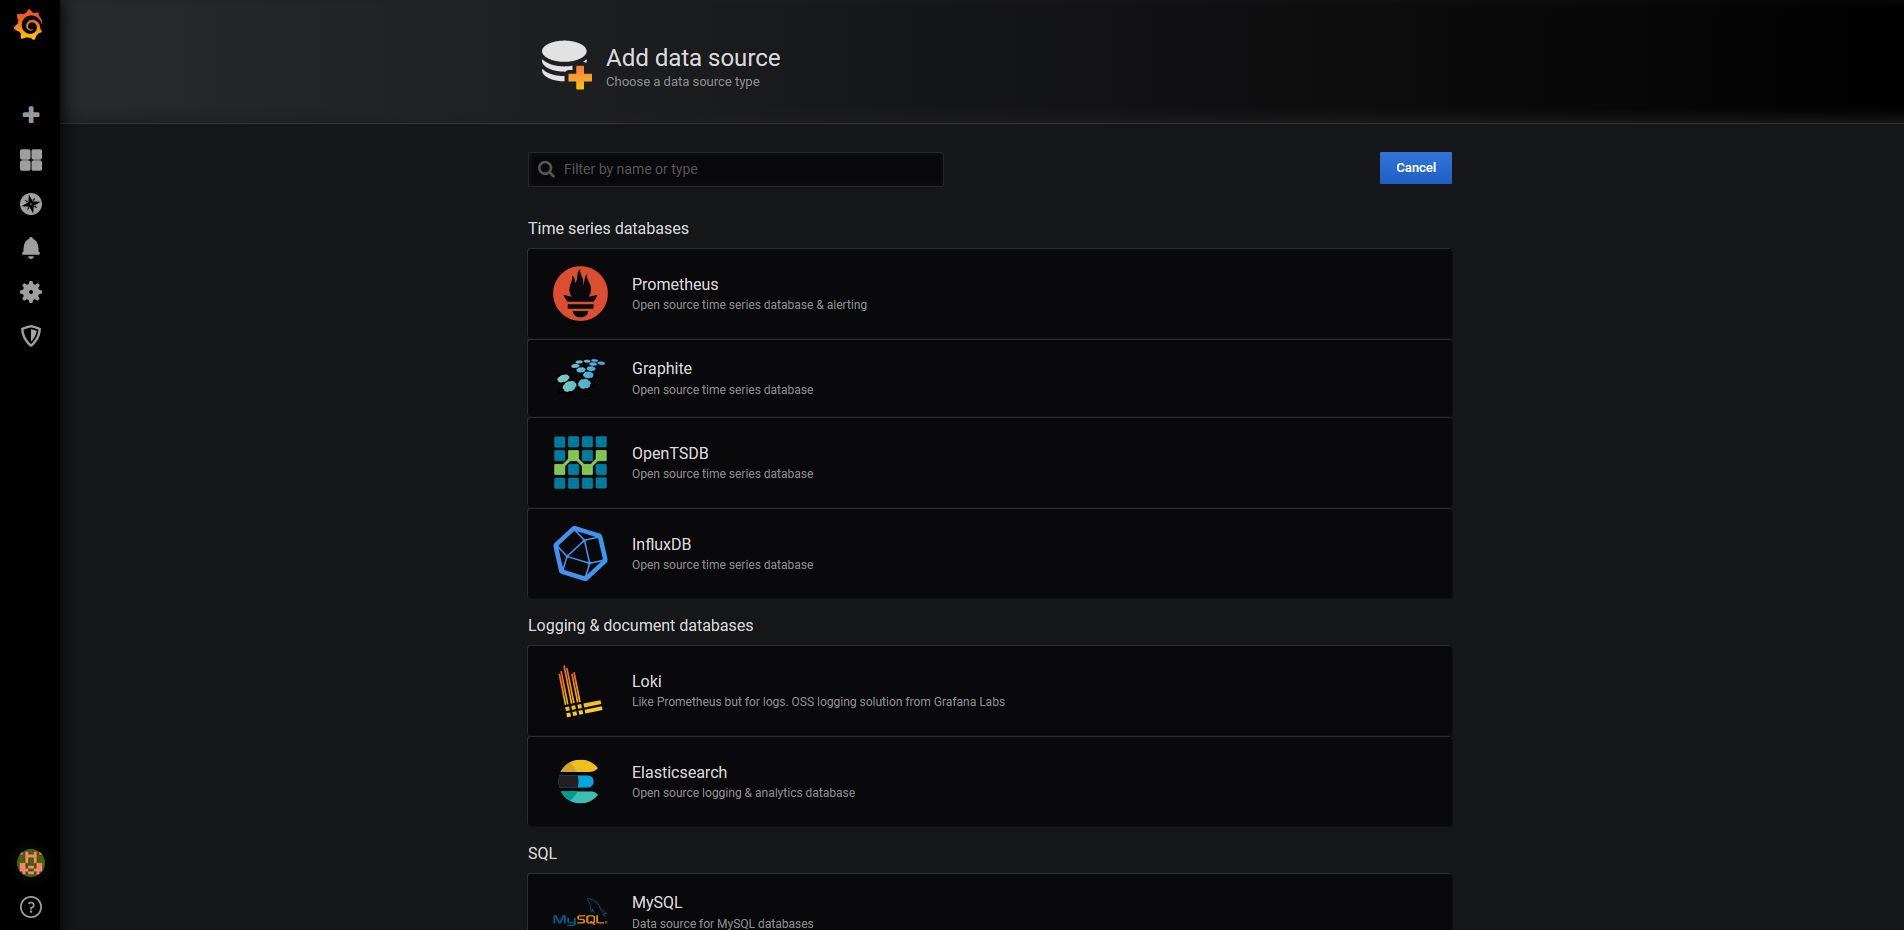 Add data source
Choose a data source type
Filter by name or type
Cancel
Time series databases
Prometheus
Open source time series database & alerting
Graphite
Open source time series database
OpenTSDB
Open source time series database
InfluxDB
Open source time series database
Logging & document databases
Loki
Like Prometheus but for logs. OSS logging solution from Grafana Labs
Elasticsearch
Open source logging & analytics database
SQL
MySQL
MySQL
Data source for MySQL databases
?